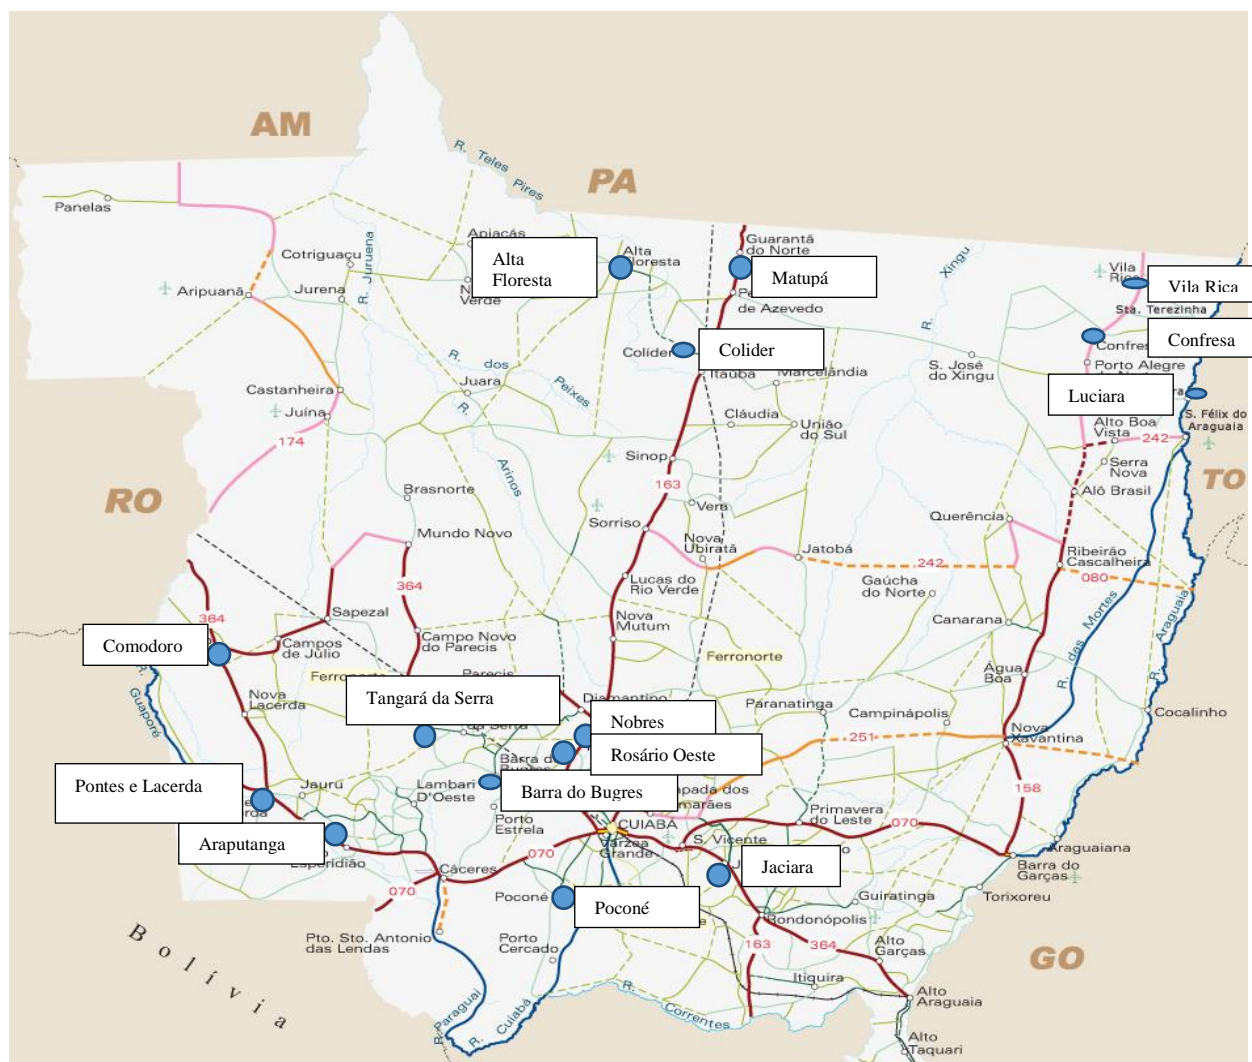 AM
R. Teles Pires
PA
Panelas
Apiacás
Cotriguaçu
R. Juruena
Jurena
Aripuanã
Alta
Floresta
Alta
Floresta
Verde
Guarantã
do Norte
Matupá
de Azevedo
R. Xingu
Vila
Rica
Vila Rica
Sta. Terezinha
Confresa
Confresa
Colíder
Colider
Itaúba
Marcelândia
S. José
do Xingu
Porto Alegre
Luciara
S. Félix do
Araguaia
R. dos Peixes
Castanheira
Juara
Juína
174
R. Arinos
Cláudia
União
do Sul
Alto Boa
Vista
242
Sinop
Serra
Nova
TO
RO
Brasnorte
163
Vera
Alô Brasil
Sorriso
Mundo Novo
Nova
Ubiratã
Jatobá
Querência
242
Ribeirão
Cascalheira
080
364
Lucas do
Rio Verde
Gaúcha
do Norte
364
Sapezal
Nova
Mutum
Canarana
R. das Mortes
R. Araguaia
Comodoro
Campos
de Júlio
Campo Novo
do Parecis
Ferronorte
Ferronorte
Parecis
Água
Boa
R. Guaporé
Nova
Lacerda
Tangará da Serra
da Serra
Diamantino
Nobres
Paranatinga
Campinápolis
Cocalinho
Nova
Xavantina
251
Rosário Oeste
Barra do
Bugres
Pontes e Lacerda
Jaurú
Lambari
D'Oeste
Barra do Bugres
158
Porto
Estrela
CUIABÁ
Várzea
Grande
Primavera
do Leste
070
Araputanga
S. Vicente
Araguaiana
070
Cáceres
Barra do
Garças
Jaciara
070
Poconé
Poconé
Guiratinga
Torixoreu
Rondonópolis
Pto. Sto. Antonio
das Lendas
Porto
Cercado
163
364
Alto
Garças
GO
Bolívia
Itiquira
R. Paraguai
R. Cuiabá
R. Correntes
Alto
Araguaia
Alto
Taquari